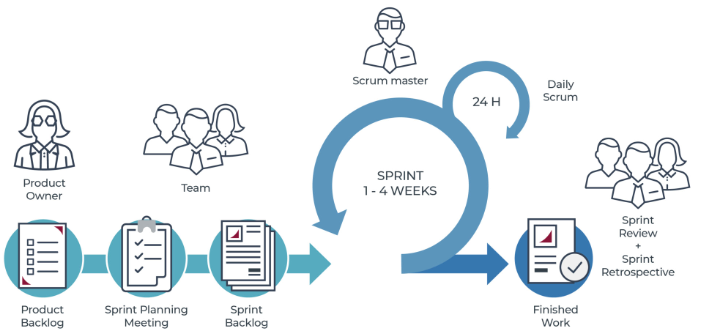 Scrum master
24 H
Daily
Scrum
Product
Owner
Team
SPRINT
1 - 4 WEEKS
Sprint
Review
+
Sprint
Retrospective
Product
Backlog
Sprint Planning
Meeting
Sprint
Backlog
Finished
Work